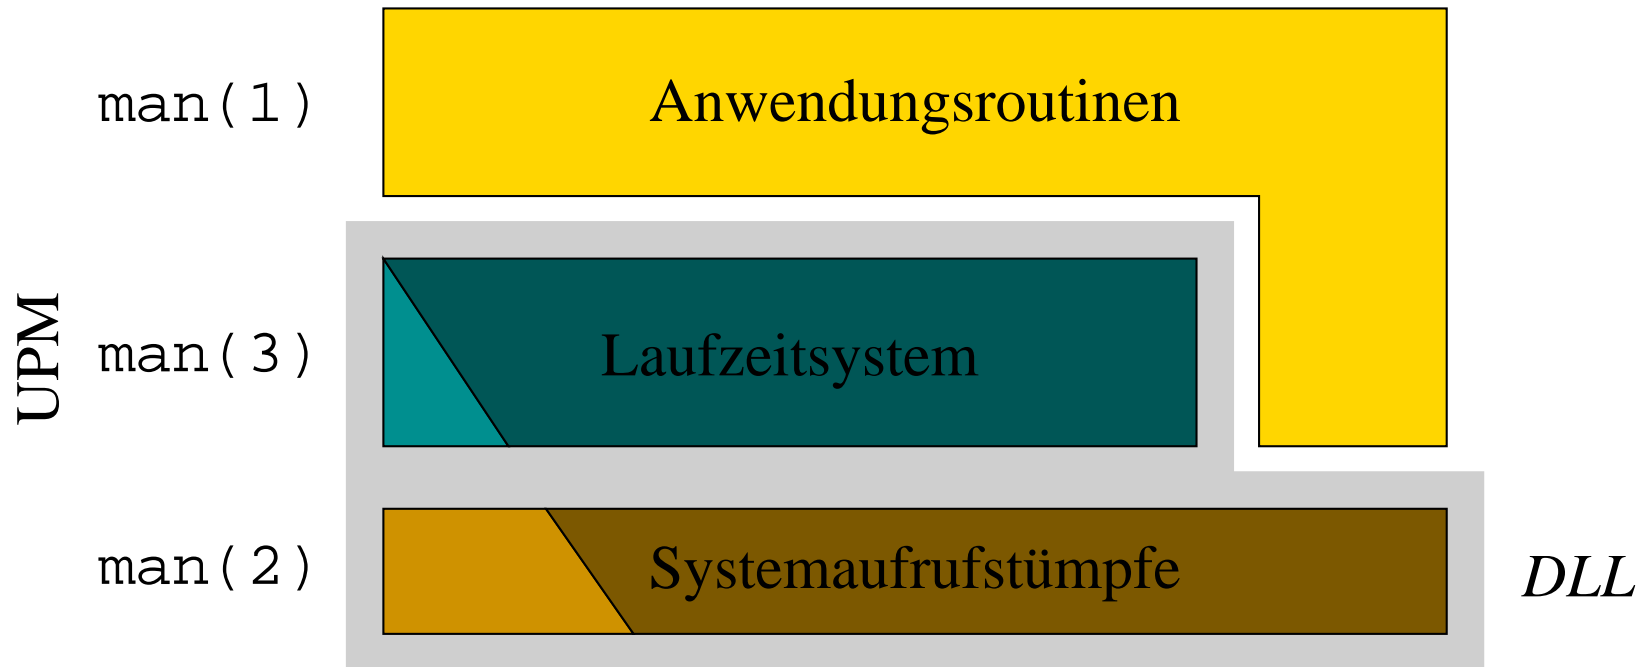 man(1)
Anwendungsroutinen
UPM
man(3)
Laufzeitsystem
man(2)
Systemaufrufstümpfe
DLL